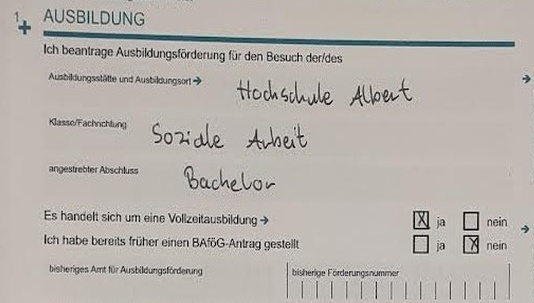 1 AUSBILDUNG
Ich beantrage Ausbildungsförderung für den Besuch der/des
Ausbildungsstätte und Ausbildungsort → Hochschule Albert
Klasse/Fachrichtung Soziale Arbeit
angestrebter Abschluss Bachelor
Es handelt sich um eine Vollzeitausbildung → X ja nein
Ich habe bereits früher einen BAföG-Antrag gestellt ja X nein
bisheriges Amt für Ausbildungsförderung bisherige Förderungsnummer